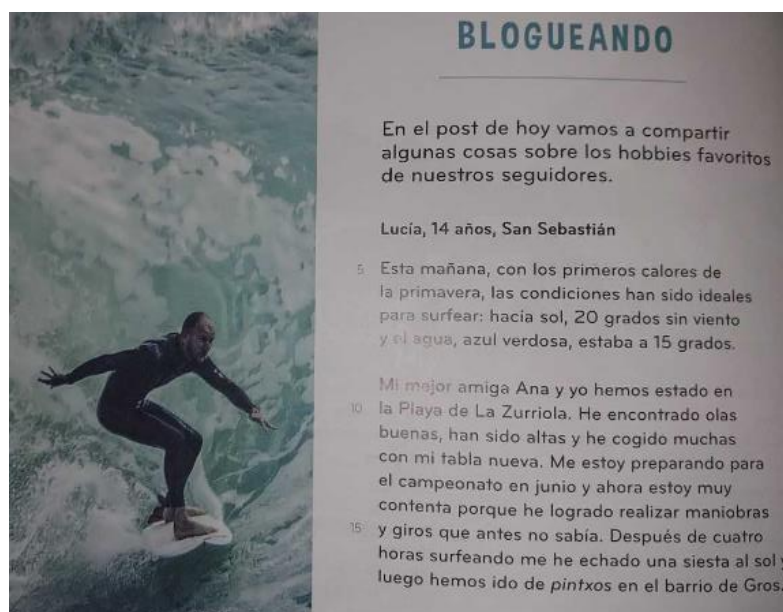 BLOGUEANDO
En el post de hoy vamos a compartir
algunas cosas sobre los hobbies favoritos
de nuestros seguidores.
Lucía, 14 años, San Sebastián
5 Esta mañana, con los primeros calores de
la primavera, las condiciones han sido ideales
para surfear: hacía sol, 20 grados sin viento
y el agua, azul verdosa, estaba a 15 grados.
Mi mejor amiga Ana y yo hemos estado en
10 la Playa de La Zurriola. He encontrado olas
buenas, han sido altas y he cogido muchas
con mi tabla nueva. Me estoy preparando para
el campeonato en junio y ahora estoy muy
contenta porque he logrado realizar maniobras
15 y giros que antes no sabía. Después de cuatro
horas surfeando me he echado una siesta al sol y
luego hemos ido de pintxos en el barrio de Gros.